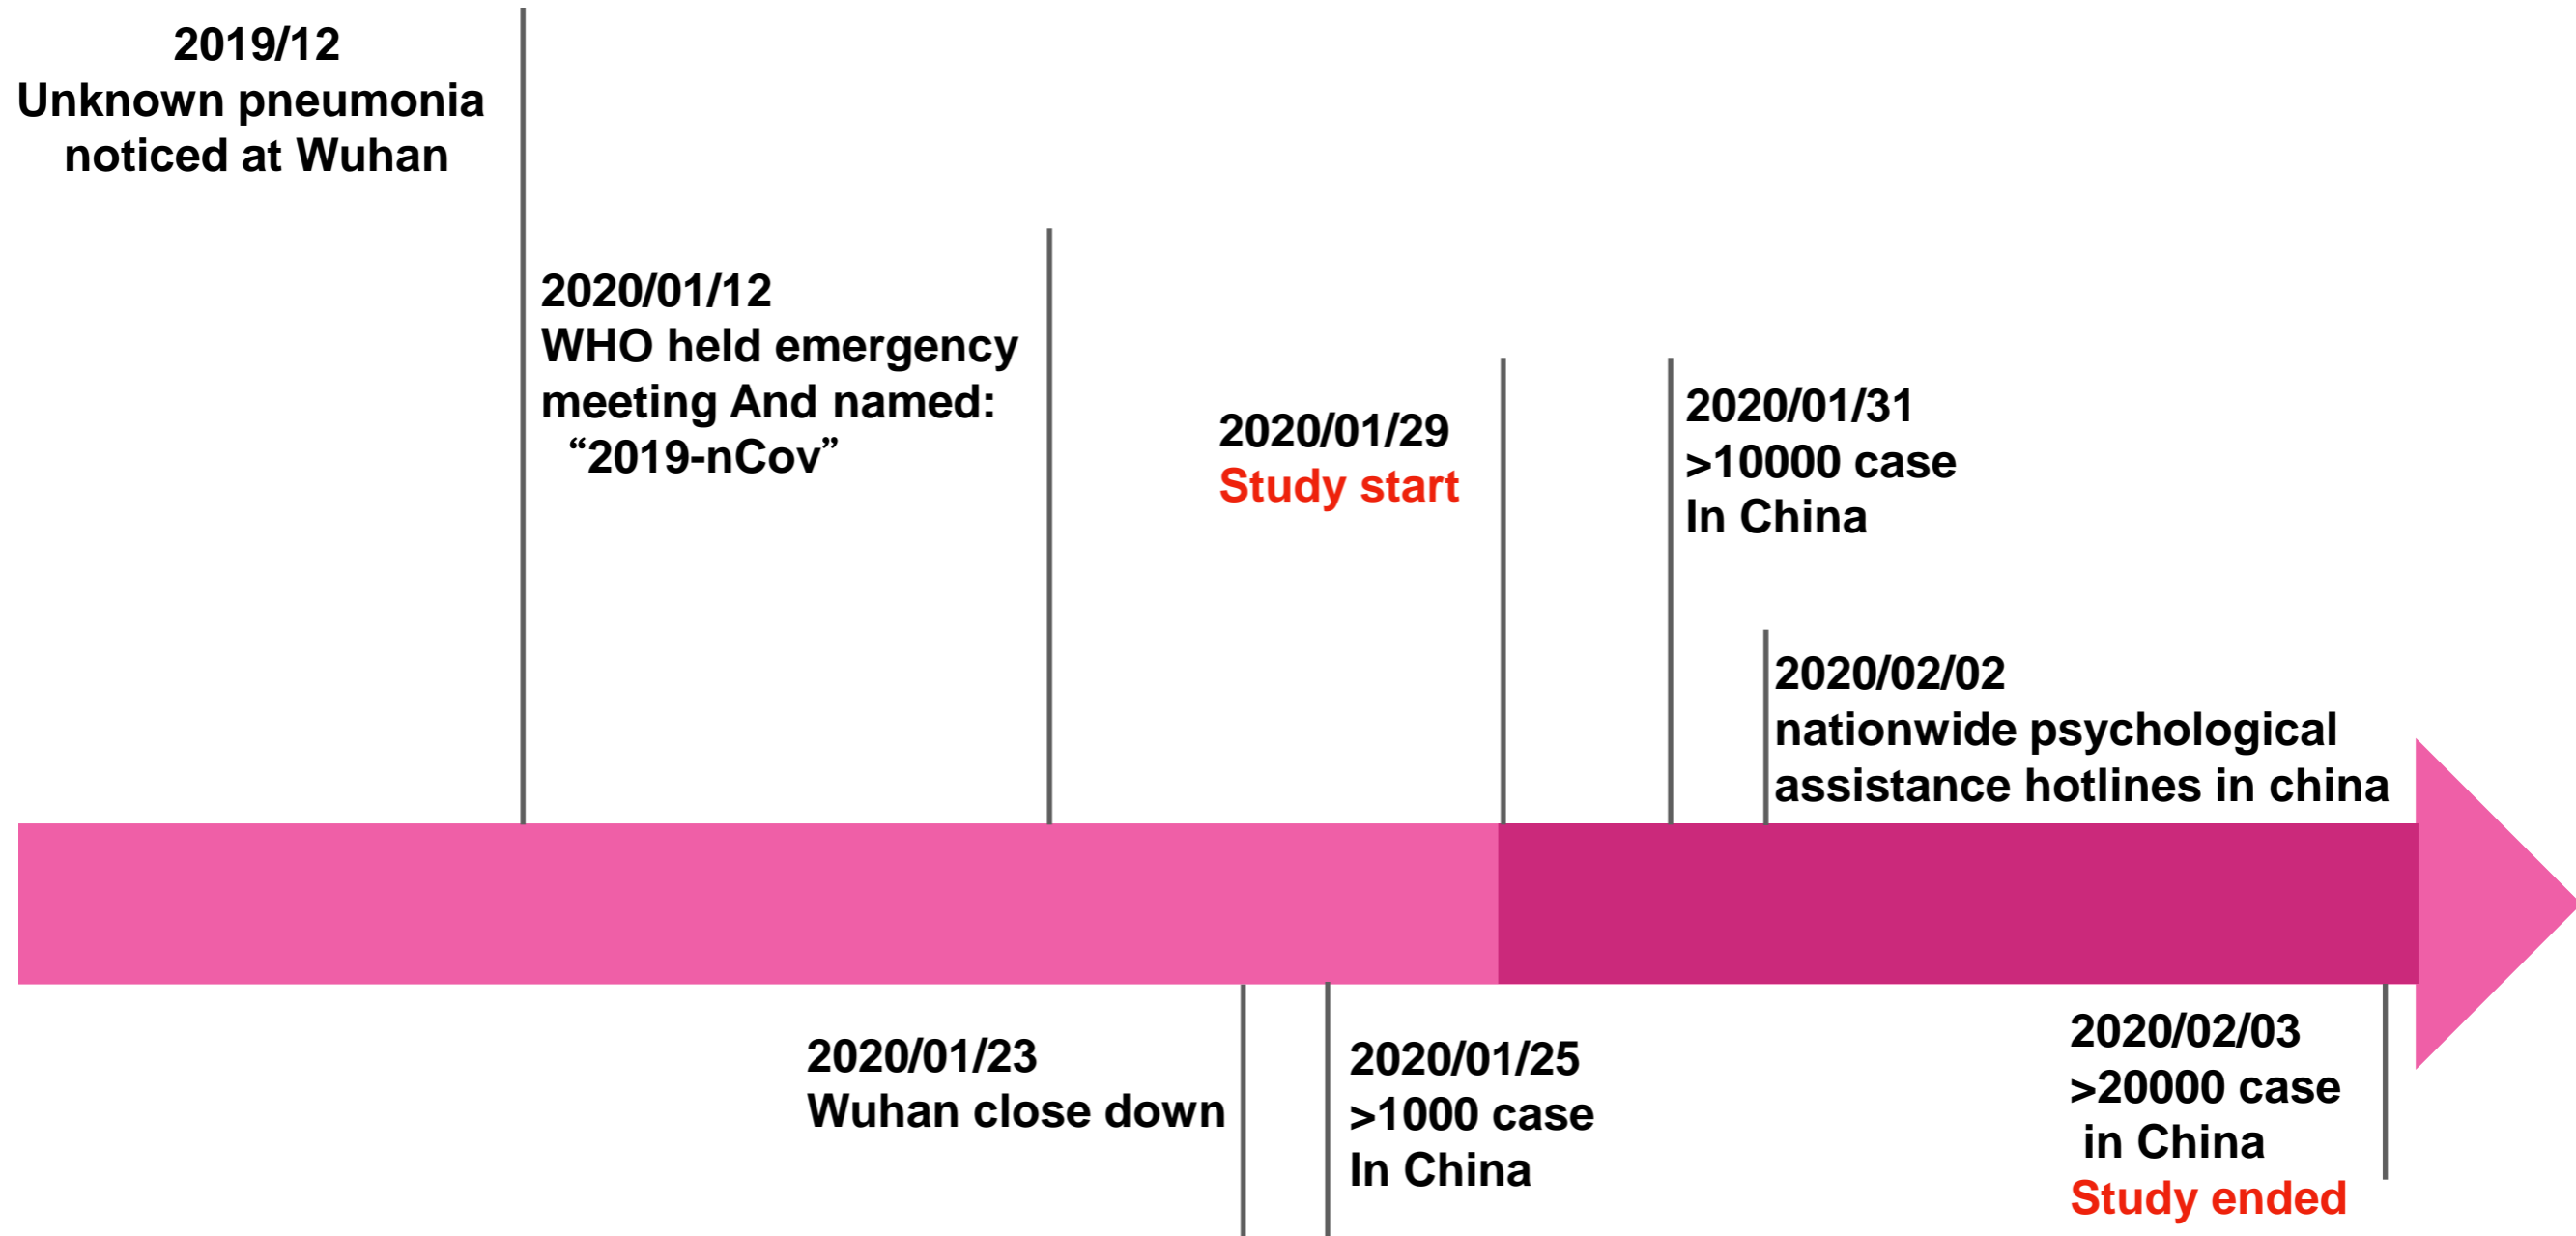 2019/12
Unknown pneumonia
noticed at Wuhan
2020/01/12
WHO held emergency
meeting And named:
“2019-nCov”
2020/01/29
Study start
2020/01/31
>10000 case
In China
2020/02/02
nationwide psychological
assistance hotlines in china
2020/01/23
Wuhan close down
2020/01/25
>1000 case
In China
2020/02/03
>20000 case
in China
Study ended